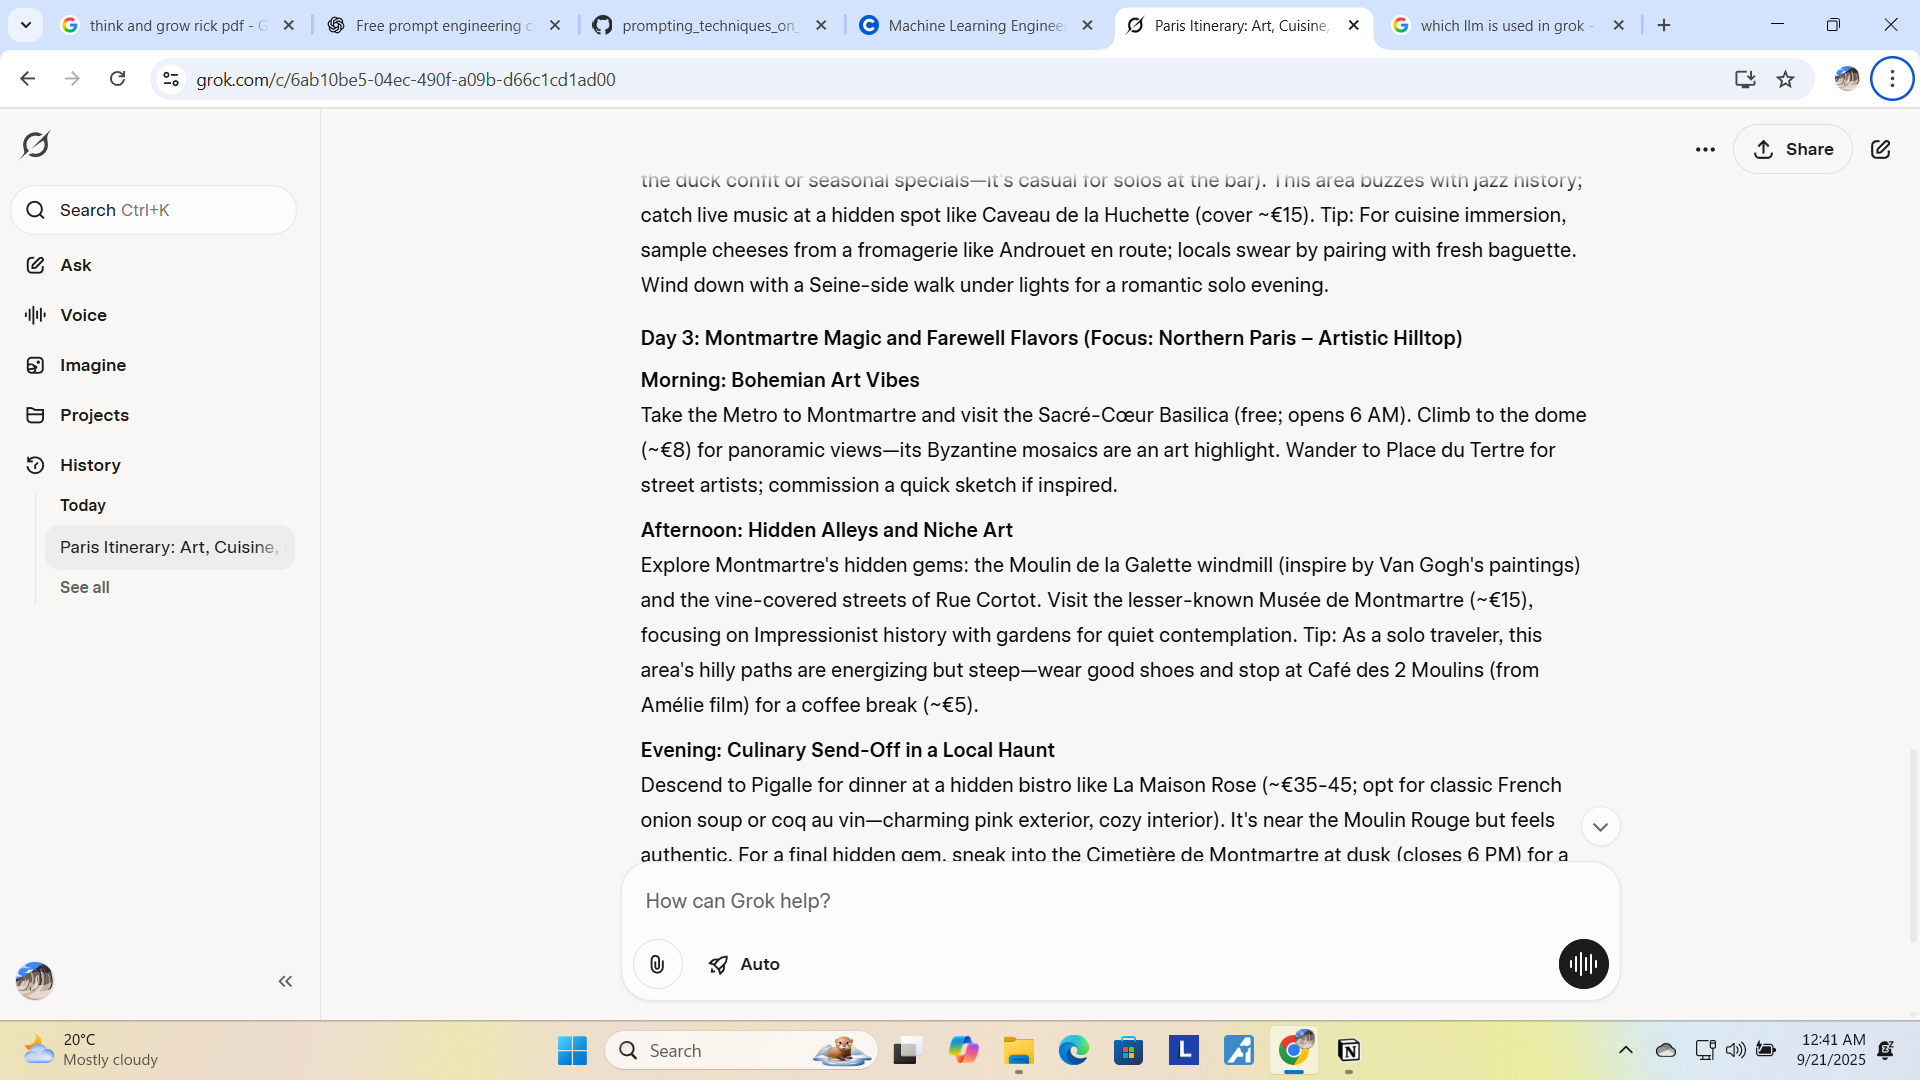 think and grow rick pdf - G
Free prompt engineering c
prompting_techniques_on_
Machine Learning Engineer
Paris Itinerary: Art, Cuisine,
which llm is used in grok -
grok.com/c/6ab10be5-04ec-490f-a09b-d66c1cd1ad00
Share
Search Ctrl+K
Ask
Voice
Imagine
Projects
History
Today
Paris Itinerary: Art, Cuisine,
See all
the duck confit or seasonal specials—it's casual for solos at the bar). This area buzzes with jazz history;
catch live music at a hidden spot like Caveau de la Huchette (cover ~€15). Tip: For cuisine immersion,
sample cheeses from a fromagerie like Androuet en route; locals swear by pairing with fresh baguette.
Wind down with a Seine-side walk under lights for a romantic solo evening.
Day 3: Montmartre Magic and Farewell Flavors (Focus: Northern Paris – Artistic Hilltop)
Morning: Bohemian Art Vibes
Take the Metro to Montmartre and visit the Sacré-Cœur Basilica (free; opens 6 AM). Climb to the dome
(~€8) for panoramic views—its Byzantine mosaics are an art highlight. Wander to Place du Tertre for
street artists; commission a quick sketch if inspired.
Afternoon: Hidden Alleys and Niche Art
Explore Montmartre's hidden gems: the Moulin de la Galette windmill (inspire by Van Gogh's paintings)
and the vine-covered streets of Rue Cortot. Visit the lesser-known Musée de Montmartre (~€15),
focusing on Impressionist history with gardens for quiet contemplation. Tip: As a solo traveler, this
area's hilly paths are energizing but steep—wear good shoes and stop at Café des 2 Moulins (from
Amélie film) for a coffee break (~€5).
Evening: Culinary Send-Off in a Local Haunt
Descend to Pigalle for dinner at a hidden bistro like La Maison Rose (~€35-45; opt for classic French
onion soup or coq au vin—charming pink exterior, cozy interior). It's near the Moulin Rouge but feels
authentic. For a final hidden gem, sneak into the Cimetière de Montmartre at dusk (closes 6 PM) for a
How can Grok help?
Auto
20°C
Mostly cloudy
Search
L
12:41 AM
9/21/2025